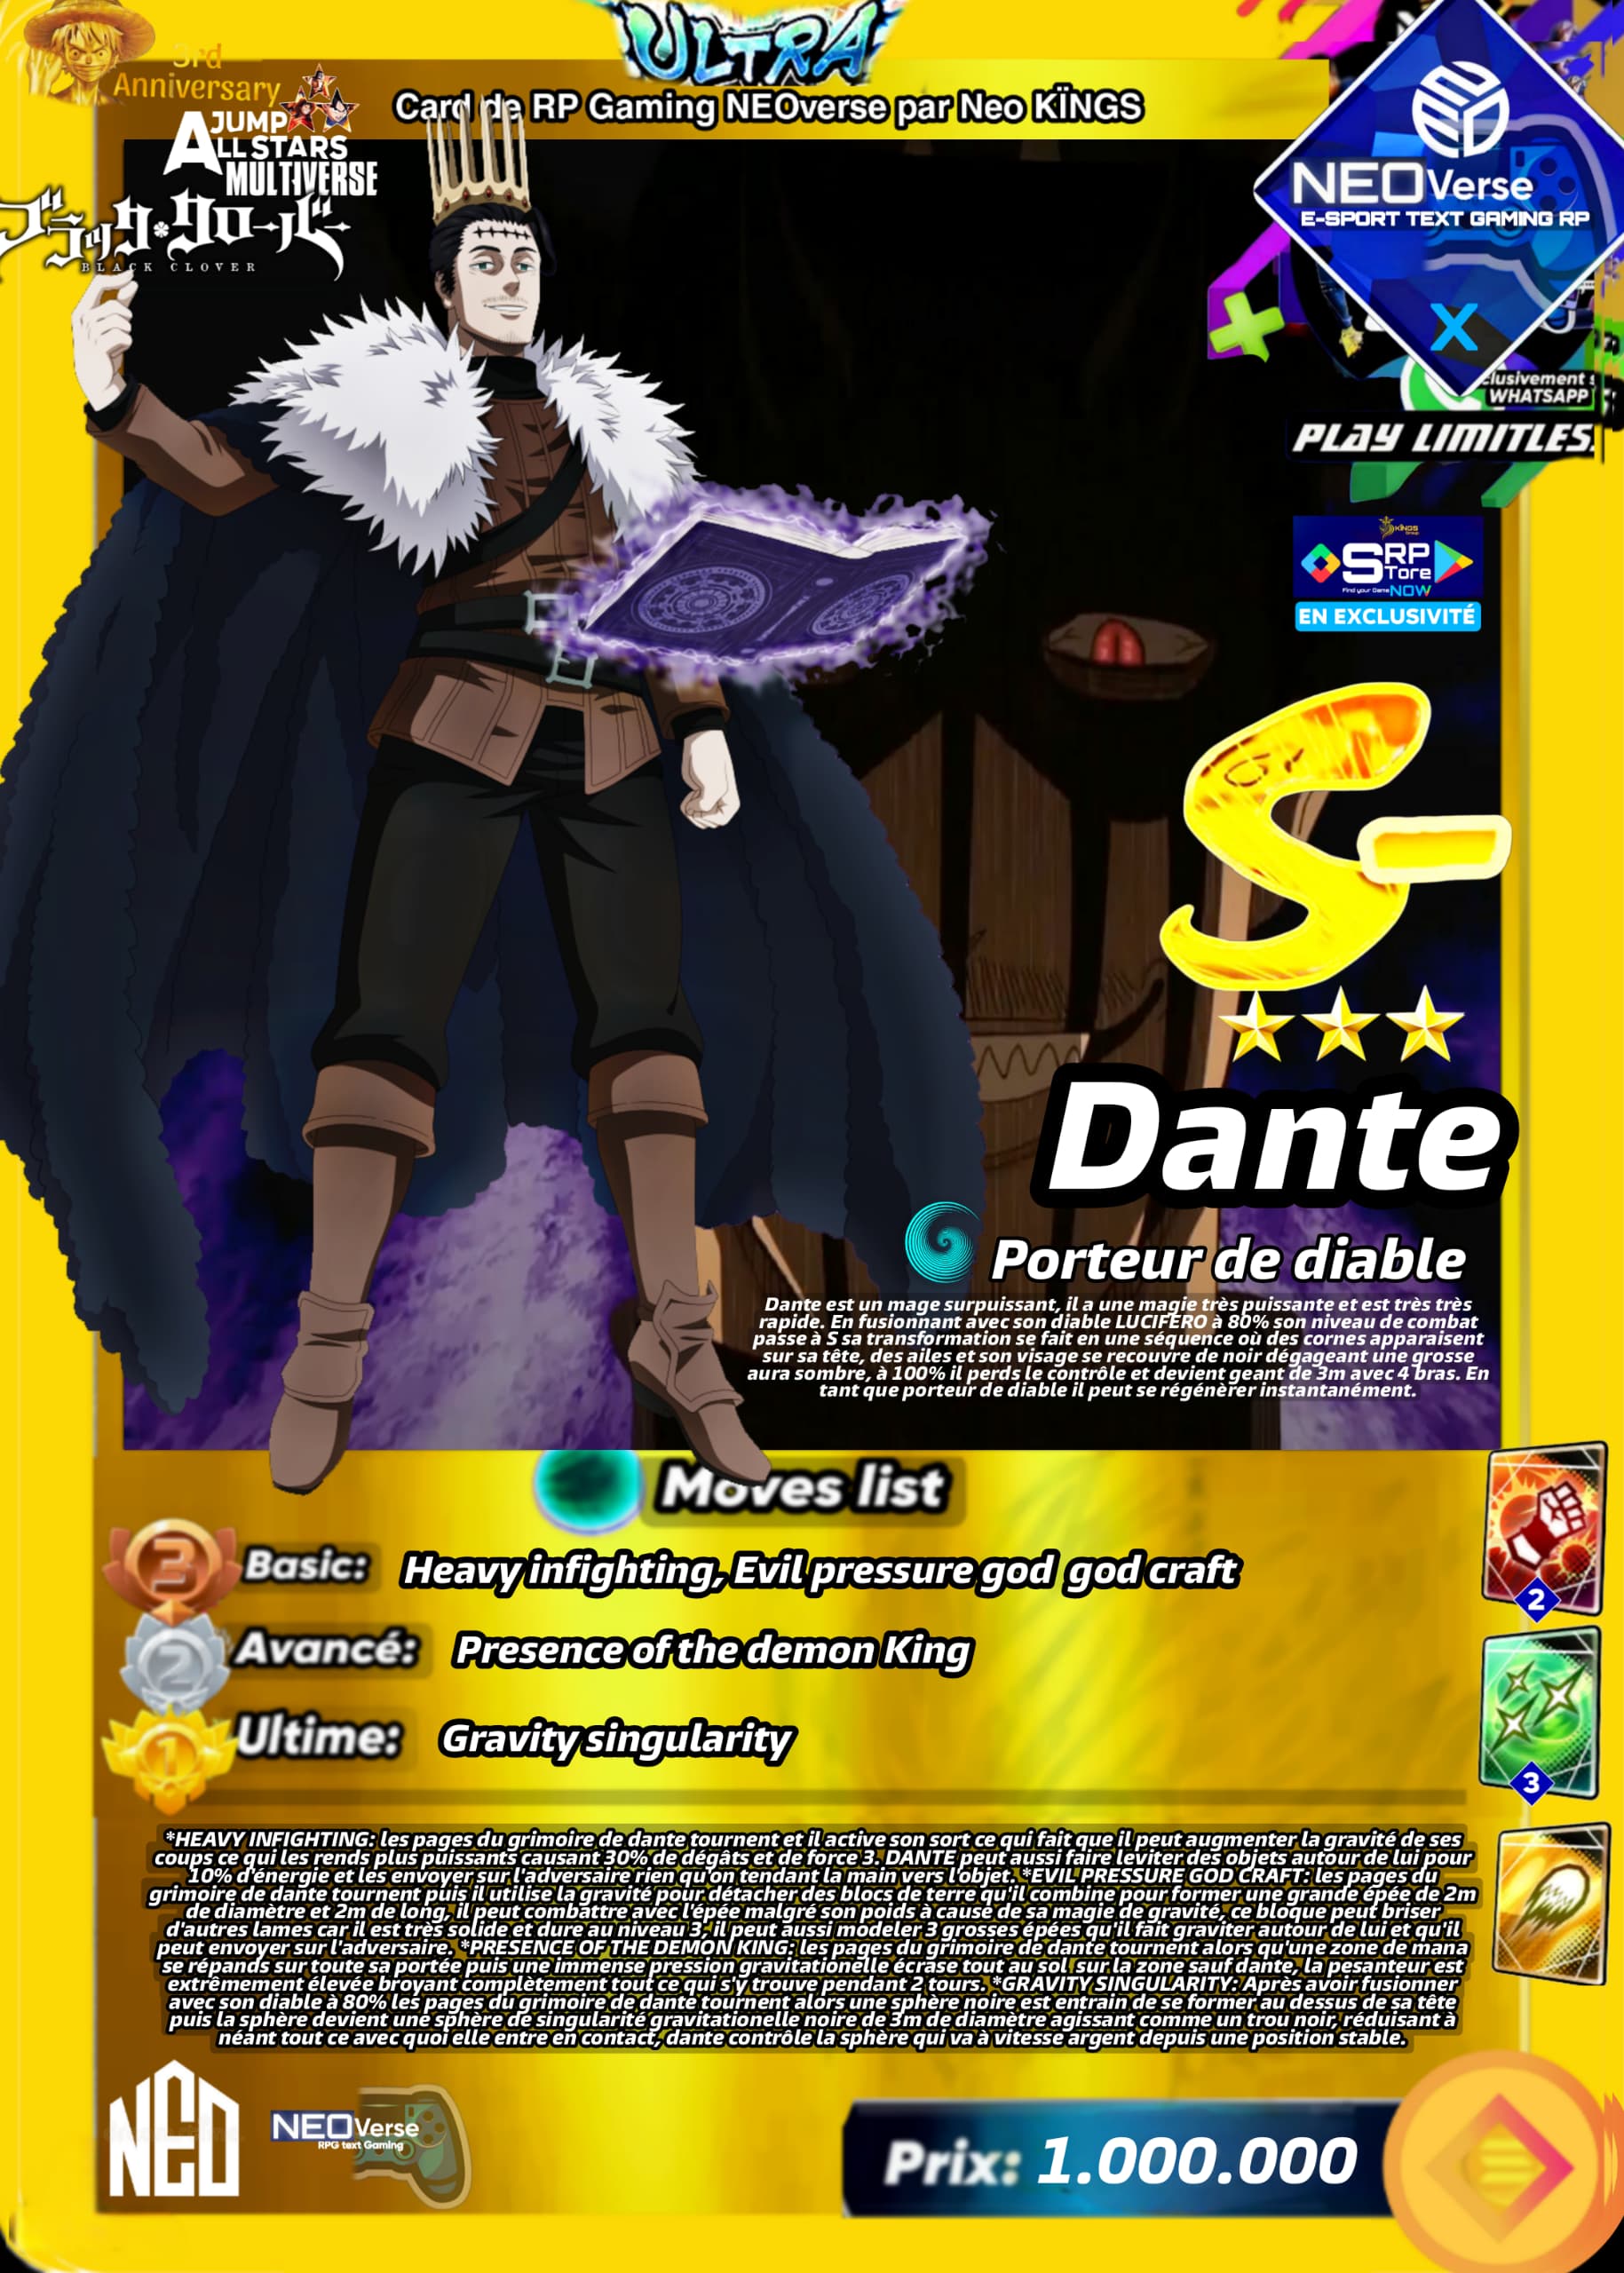 ULTRA
3rd
Anniversary
Card de RP Gaming NEOverse par Neo KÏNGS
JUMP
ALL STARS
MULTIVERSE
ブラッククローバー
BLACK CLOVER
NEOVerse
E-SPORT TEXT GAMING RP
X
clusivement
WHATSAPP
PLAY LIMITLES
KÏNGS
SRP
Tore
Find your Game NOW
EN EXCLUSIVITÉ
S-
Dante
Porteur de diable
Dante est un mage surpuissant, il a une magie très puissante et est très très
rapide. En fusionnant avec son diable LUCIFERO à 80% son niveau de combat
passe à S sa transformation se fait en une séquence où des cornes apparaisent
sur sa tête, des ailes et son visage se recouvre de noir dégageant une grosse
aura sombre, à 100% il perds le contrôle et devient geant de 3m avec 4 bras. En
tant que porteur de diable il peut se régénèrer instantanément.
Moves list
3 Basic: Heavy infighting, Evil pressure god god craft
2
2 Avancé: Presence of the demon King
1 Ultime: Gravity singularity
3
*HEAVY INFIGHTING: les pages du grimoire de dante tournent et il active son sort ce qui fait que il peut augmenter la gravité de ses
coups ce qui les rends plus puissants causant 30% de dégâts et de force 3. DANTE peut aussi faire leviter des objets autour de lui pour
10% d'énergie et les envoyer sur l'adversaire rien qu'on tendant la main vers l'objet. *EVIL PRESSURE GOD CRAFT: les pages du
grimoire de dante tournent puis il utilise la gravité pour détacher des blocs de terre qu'il combine pour former une grande épée de 2m
de diamètre et 2m de long, il peut combattre avec l'épée malgré son poids à cause de sa magie de gravité, ce bloque peut briser
d'autres lames car il est très solide et dure au niveau 3, il peut aussi modeler 3 grosses épées qu'il fait graviter autour de lui et qu'il
peut envoyer sur l'adversaire. *PRESENCE OF THE DEMON KING: les pages du grimoire de dante tournent alors qu'une zone de mana
se répands sur toute sa portée puis une immense pression gravitationelle écrase tout au sol sur la zone sauf dante, la pesanteur est
extrêmement élevée broyant complètement tout ce qui s'y trouve pendant 2 tours. *GRAVITY SINGULARITY: Après avoir fusionner
avec son diable à 80% les pages du grimoire de dante tournent alors une sphère noire est entrain de se former au dessus de sa tête
puis la sphère devient une sphère de singularité gravitationelle noire de 3m de diamètre agissant comme un trou noir, réduisant à
néant tout ce avec quoi elle entre en contact, dante contrôle la sphère qui va à vitesse argent depuis une position stable.
NEO
NEOVerse
RPG text Gaming
Prix: 1.000.000